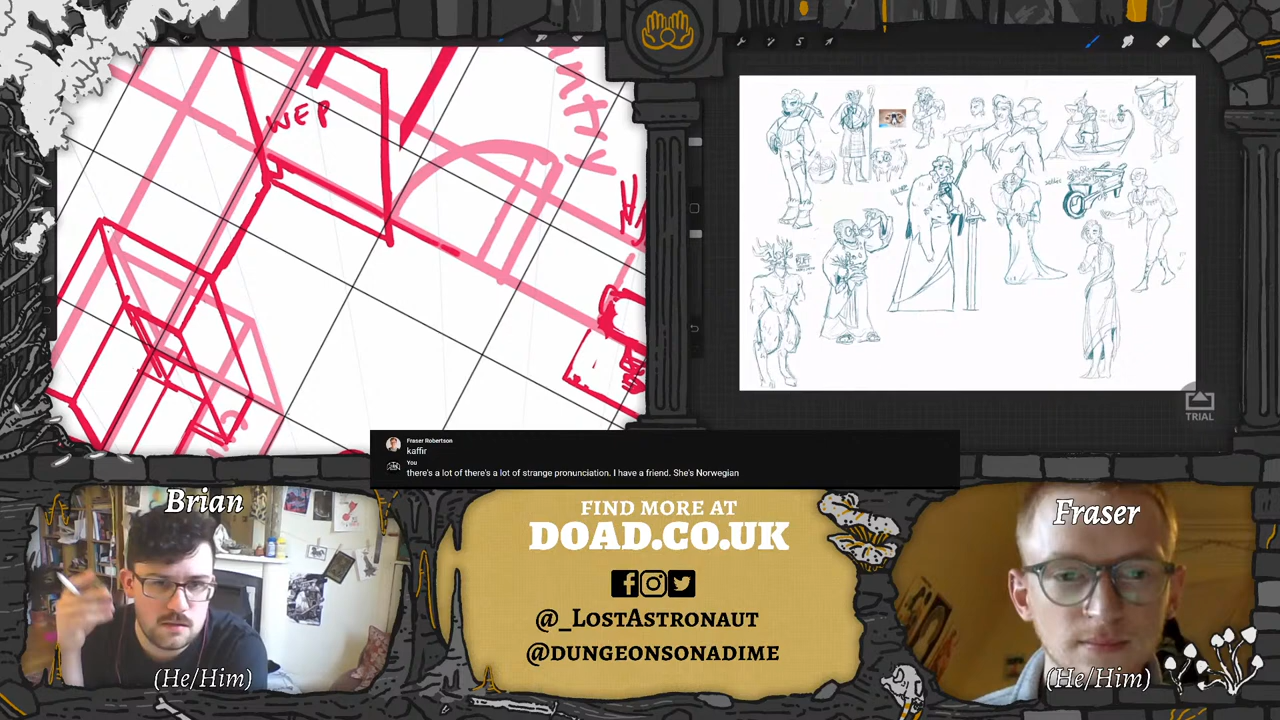 WEP
nty
TRIAL
Fraser Robertson
kaffir
You
there's a lot of there's a lot of strange pronunciation. I have a friend. She's Norwegian
Brian
(He/Him)
FIND MORE AT
DOAD.CO.UK
@_LostAstronaut
@dungeonsonadime
Fraser
(He/Him)